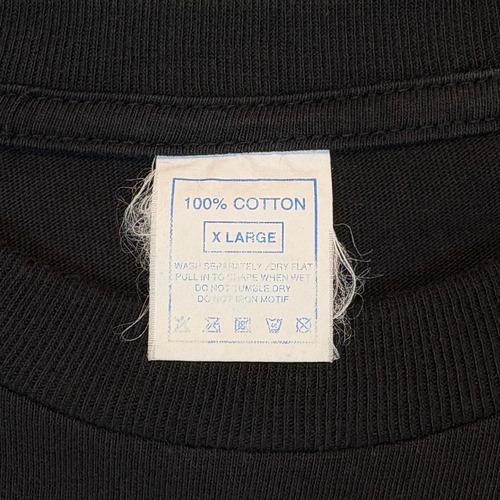 100% COTTON
X LARGE
WASH SEPARATELY /DRY FLAT
PULL IN TO SHAPE WHEN WET
DO NOT TUMBLE DRY
DO NOT IRON MOTIF